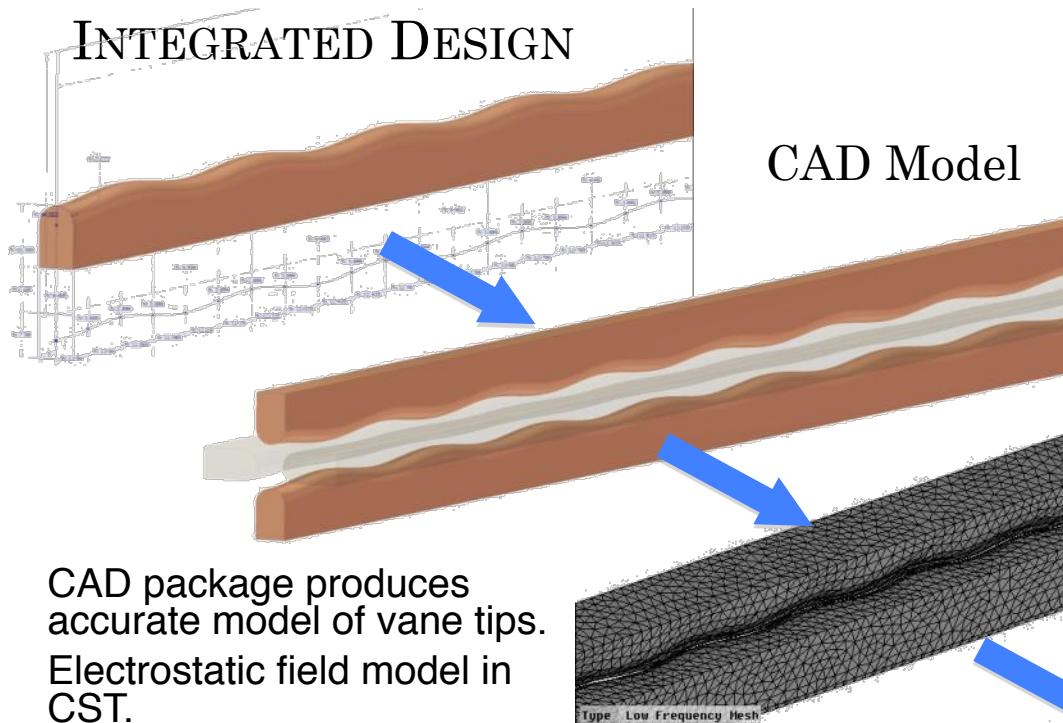 INTEGRATED DESIGN
CAD Model
CAD package produces
accurate model of vane tips.
Electrostatic field model in
CST.
Type Low Frequency Mesh